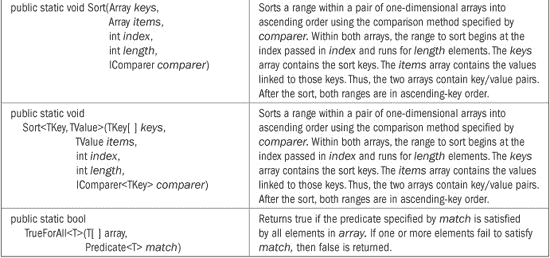 public static void Sort(Array keys,
Array items,
int index,
int length,
IComparer comparer)
Sorts a range within a pair of one-dimensional arrays into
ascending order using the comparison method specified by
comparer. Within both arrays, the range to sort begins at the
index passed in index and runs for length elements. The keys
array contains the sort keys. The items array contains the values
linked to those keys. Thus, the two arrays contain key/value pairs.
After the sort, both ranges are in ascending-key order.
public static void
Sort<TKey, TValue>(TKey[ ] keys,
TValue items,
int index,
int length,
IComparer<TKey> comparer)
Sorts a range within a pair of one-dimensional arrays into
ascending order using the comparison method specified by
comparer. Within both arrays, the range to sort begins at the
index passed in index and runs for length elements. The keys
array contains the sort keys. The items array contains the values
linked to those keys. Thus, the two arrays contain key/value pairs.
After the sort, both ranges are in ascending-key order.
public static bool
TrueForAll<T>(T[ ] array,
Predicate<T> match)
Returns true if the predicate specified by match is satisfied
by all elements in array. If one or more elements fail to satisfy
match, then false is returned.